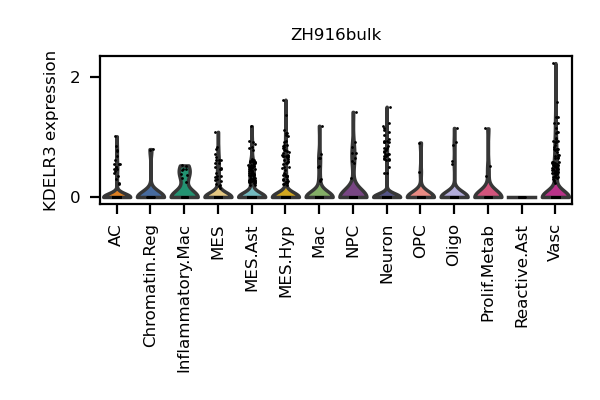 ZH916bulk
KDELR3 expression
2
0
AC
Chromatin.Reg
Inflammatory.Mac
MES
MES.Ast
MES.Hyp
Mac
NPC
Neuron
OPC
Oligo
Prolif.Metab
Reactive.Ast
Vasc